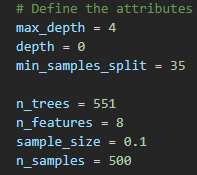 # Define the attributes
max_depth = 4
depth = 0
min_samples_split = 35
n_trees = 551
n_features = 8
sample_size = 0.1
n_samples = 500